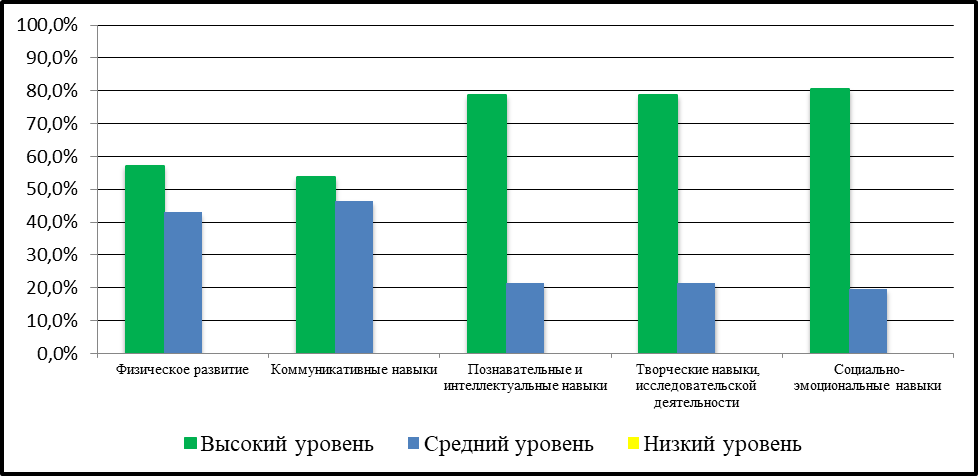 100,0%
90,0%
80,0%
70,0%
60,0%
50,0%
40,0%
30,0%
20,0%
10,0%
0,0%
Физическое развитие
Коммуникативные навыки
Познавательные и
интеллектуальные навыки
Творческие навыки,
исследовательской
деятельности
Социально-
эмоциональные навыки
Высокий уровень
Средний уровень
Низкий уровень